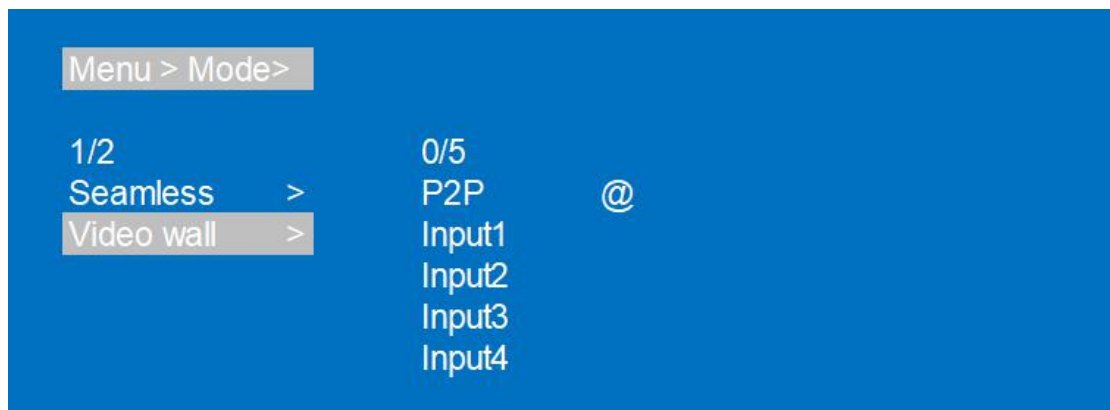 Menu > Mode>
1/2 0/5
Seamless > P2P @
Video wall > Input1
Input2
Input3
Input4